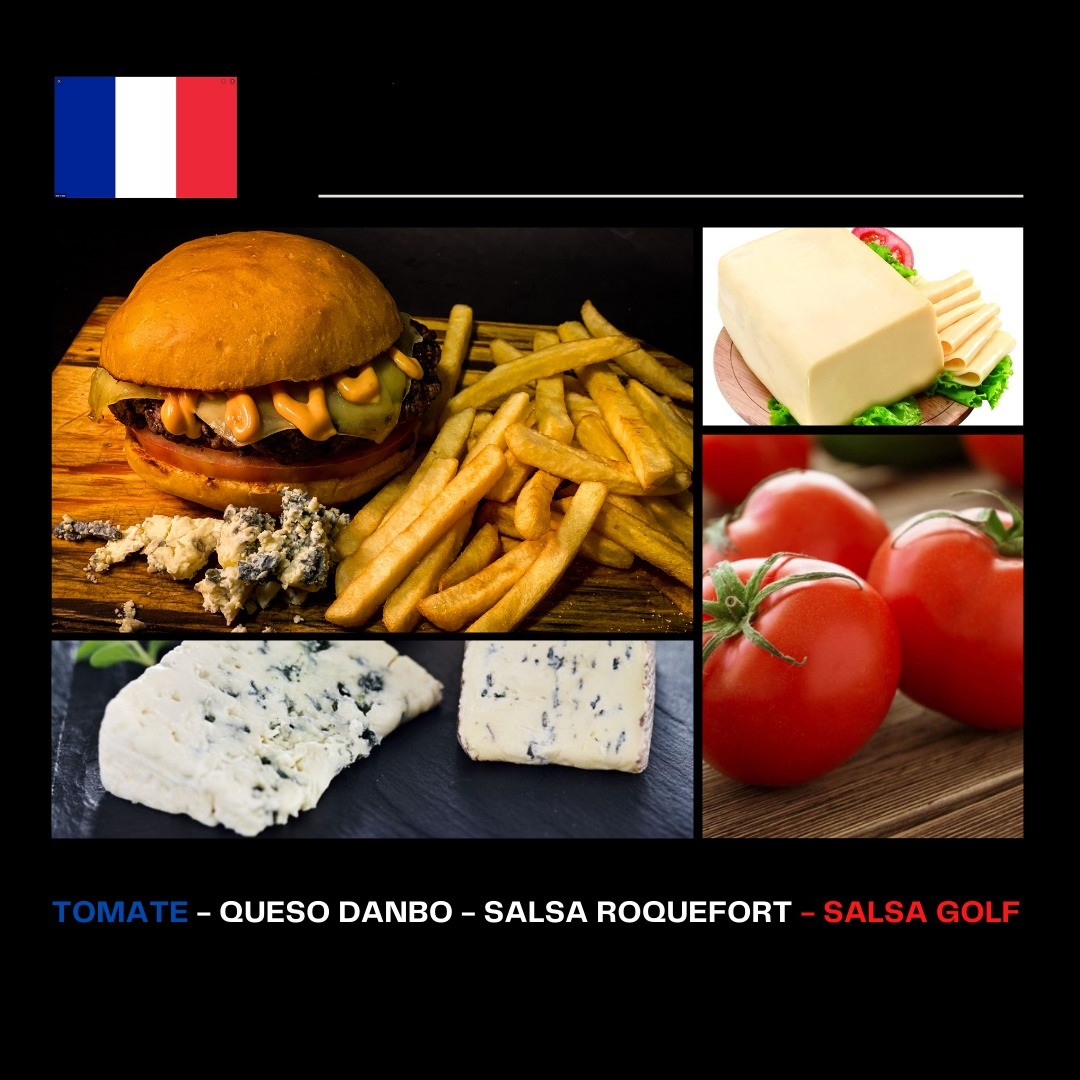 TOMATE – QUESO DANBO – SALSA ROQUEFORT – SALSA GOLF